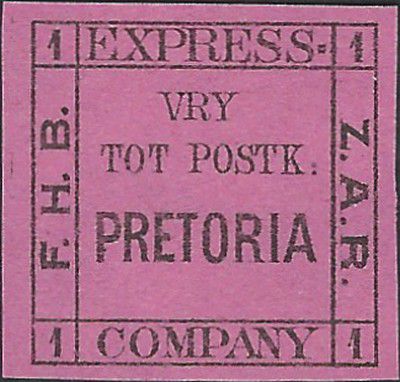 1 EXPRESS- 1
F. H. B.
VRY
TOT POSTK:
PRETORIA
Z. A. R.
1 COMPANY 1